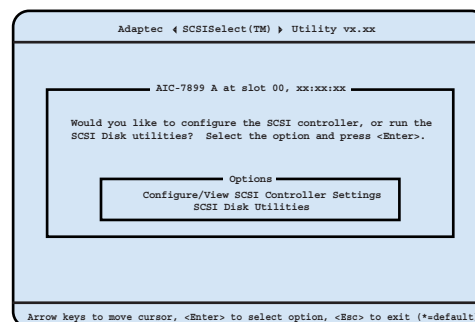 Adaptec ⟨ SCSISelect(TM) ⟩ Utility vx.xx
AIC-7899 A at slot 00, xx:xx:xx
Would you like to configure the SCSI controller, or run the
SCSI Disk utilities? Select the option and press <Enter>.
Options
Configure/View SCSI Controller Settings
SCSI Disk Utilities
Arrow keys to move cursor, <Enter> to select option, <Esc> to exit (*=default